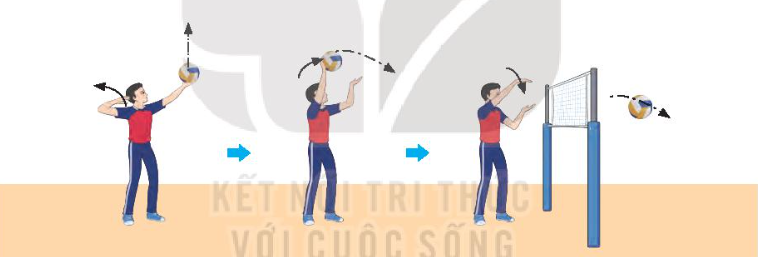 KẾT NỐI TRI THỨC
VỚI CUỘC SỐNG